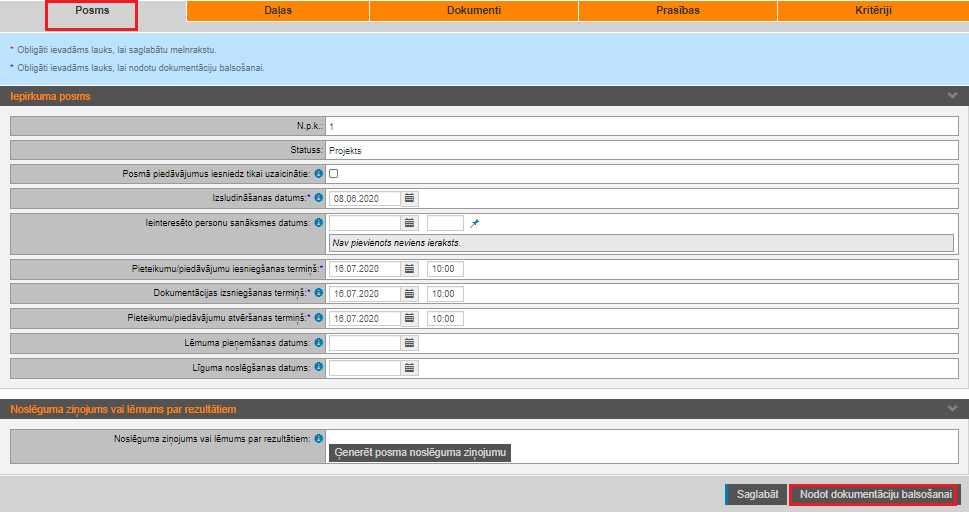 Posms Daļas Dokumenti Prasības Kritēriji
* Obligāti ievadāms lauks, lai saglabātu melnrakstu.
* Obligāti ievadāms lauks, lai nodotu dokumentāciju balsošanai.
Iepirkuma posms
N.p.k.: 1
Statuss: Projekts
Posmā piedāvājumus iesniedz tikai uzaicinātie:
Izsludināšanas datums:* 08.06.2020
Ieinteresēto personu sanāksmes datums:
Nav pievienots neviens ieraksts.
Pieteikumu/piedāvājumu iesniegšanas termiņš:* 16.07.2020 10:00
Dokumentācijas izsniegšanas termiņš:* 16.07.2020 10:00
Pieteikumu/piedāvājumu atvēršanas termiņš:* 16.07.2020 10:00
Lēmuma pieņemšanas datums:
Līguma noslēgšanas datums:
Noslēguma ziņojums vai lēmums par rezultātiem
Noslēguma ziņojums vai lēmums par rezultātiem:
Ģenerēt posma noslēguma ziņojumu
Saglabāt Nodot dokumentāciju balsošanai